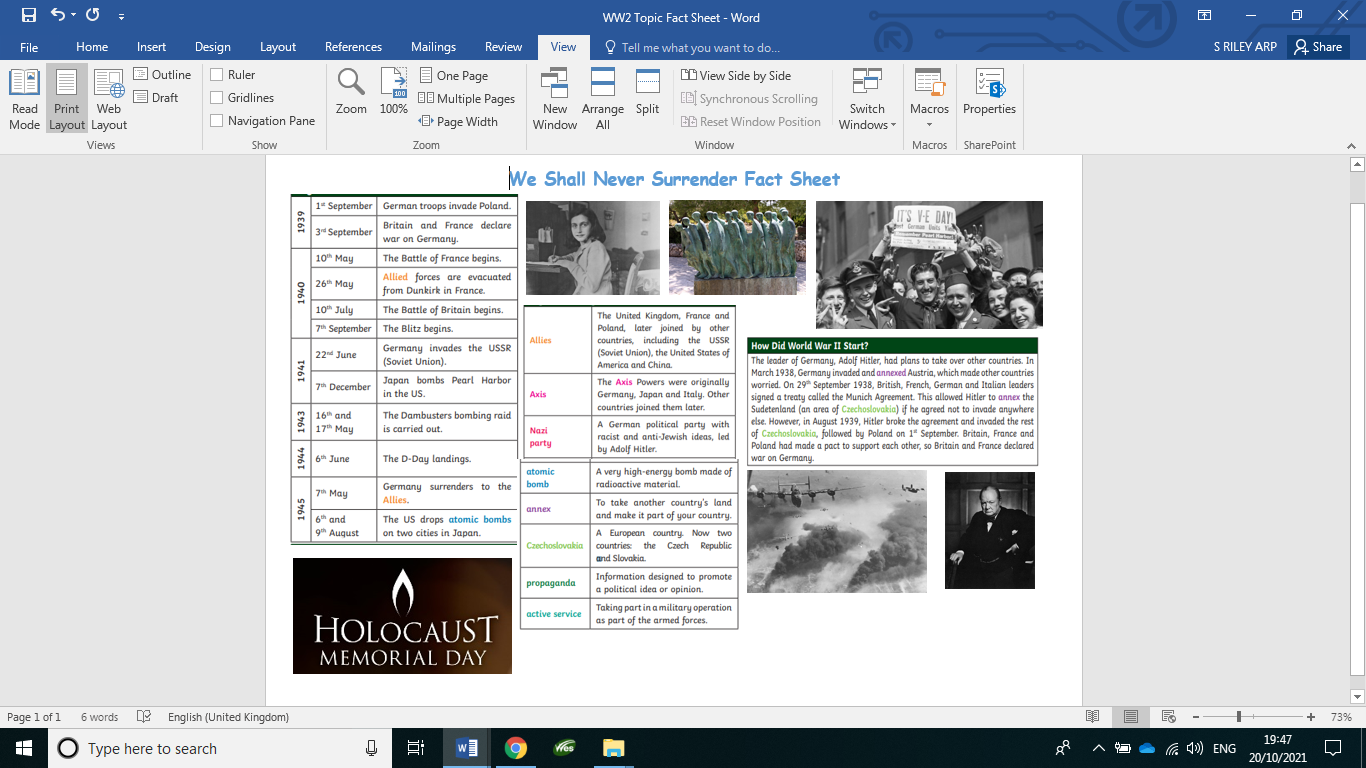 WW2 Topic Fact Sheet - Word
File
Home
Insert
Design
Layout
References
Mailings
Review
View
Tell me what you want to do...
S RILEY ARP
Share
Read
Mode
Print
Layout
Web
Layout
Outline
Draft
Views
Ruler
Gridlines
Navigation Pane
Show
Zoom
100
100%
One Page
Multiple Pages
Page Width
Zoom
New
Window
Arrange
All
Split
View Side by Side
Synchronous Scrolling
Reset Window Position
Switch
Windows
Window
Macros
Macros
Properties
SharePoint
We Shall Never Surrender Fact Sheet
1939
1st September
German troops invade Poland.
3rd September
Britain and France declare
war on Germany.
1940
10th May
The Battle of France begins.
26th May
Allied forces are evacuated
from Dunkirk in France.
10th July
The Battle of Britain begins.
7th September
The Blitz begins.
1941
22nd June
Germany invades the USSR
(Soviet Union).
7th December
Japan bombs Pearl Harbor
in the US.
1943
16th and
17th May
The Dambusters bombing raid
is carried out.
1944
6th June
The D-Day landings.
1945
7th May
Germany surrenders to the
Allies.
6th and
9th August
The US drops atomic bombs
on two cities in Japan.
HOLOCAUST
MEMORIAL DAY
Allies
The United Kingdom, France and
Poland, later joined by other
countries, including the USSR
(Soviet Union), the United States of
America and China.
Axis
The Axis Powers were originally
Germany, Japan and Italy. Other
countries joined them later.
Nazi
party
A German political party with
racist and anti-Jewish ideas, led
by Adolf Hitler.
atomic
bomb
A very high-energy bomb made of
radioactive material.
annex
To take another country's land
and make it part of your country.
Czechoslovakia
A European country. Now two
countries: the Czech Republic
and Slovakia.
propaganda
Information designed to promote
a political idea or opinion.
active service
Taking part in a military operation
as part of the armed forces.
IT'S V-E DAY!
How Did World War II Start?
The leader of Germany, Adolf Hitler, had plans to take over other countries. In
March 1938, Germany invaded and annexed Austria, which made other countries
worried. On 29th September 1938, British, French, German and Italian leaders
signed a treaty called the Munich Agreement. This allowed Hitler to annex the
Sudetenland (an area of Czechoslovakia) if he agreed not to invade anywhere
else. However, in August 1939, Hitler broke the agreement and invaded the rest
of Czechoslovakia, followed by Poland on 1st September. Britain, France and
Poland had made a pact to support each other, so Britain and France declared
war on Germany.
Page 1 of 1
6 words
English (United Kingdom)
73%
Type here to search
Wes
ENG
19:47
20/10/2021